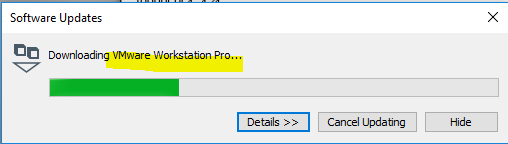 Software Updates
Downloading VMware Workstation Pro...
Details >>
Cancel Updating
Hide